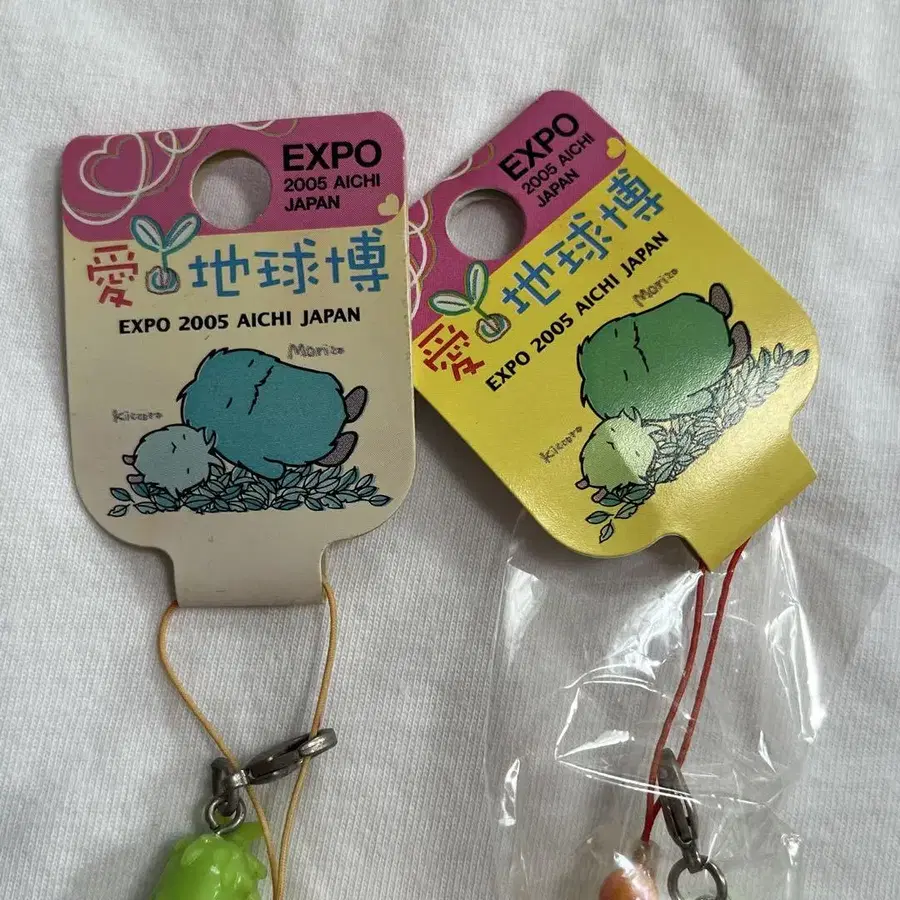 EXPO
2005 AICHI
JAPAN
愛・地球博
EXPO 2005 AICHI JAPAN
Morizo
Kiccoro
EXPO
2005 AICHI
JAPAN
愛・地球博
EXPO 2005 AICHI JAPAN
Morizo
Kiccoro